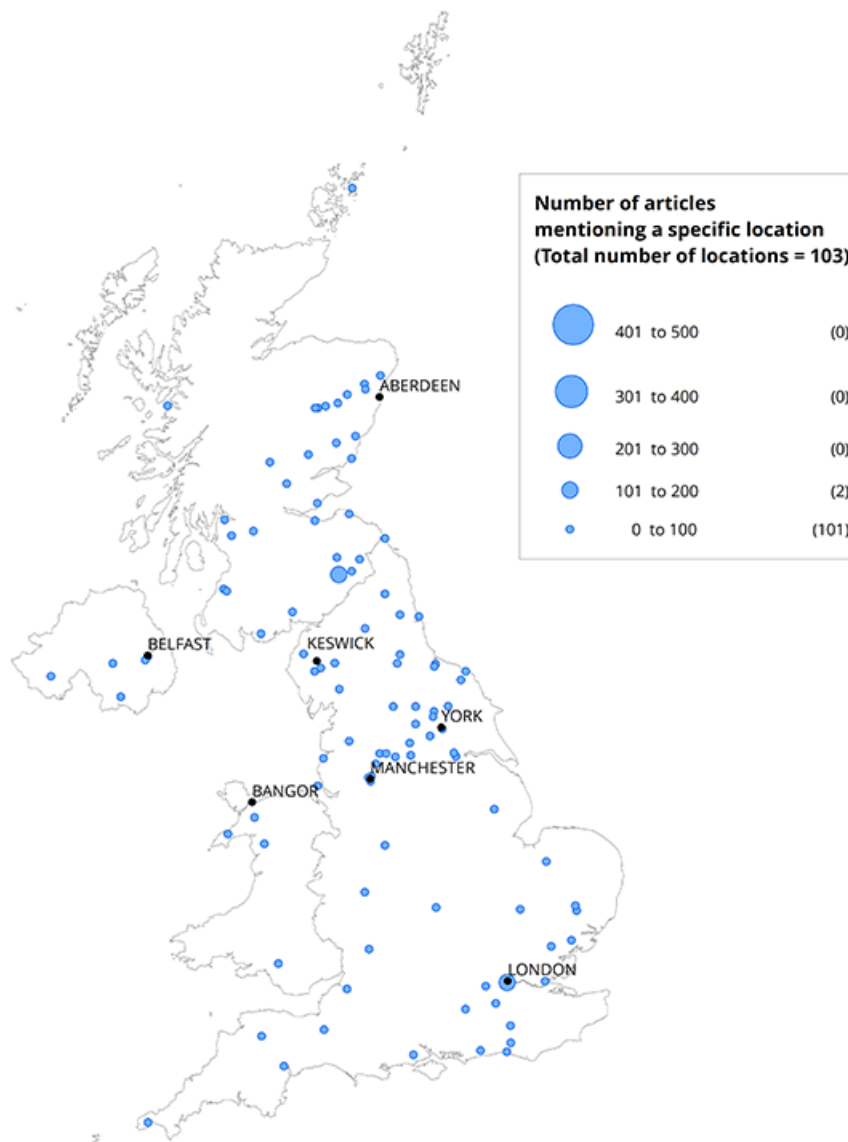 Number of articles
mentioning a specific location
(Total number of locations = 103)
401 to 500 (0)
301 to 400 (0)
201 to 300 (0)
101 to 200 (2)
0 to 100 (101)
ABERDEEN
BELFAST
KESWICK
YORK
MANCHESTER
BANGOR
LONDON